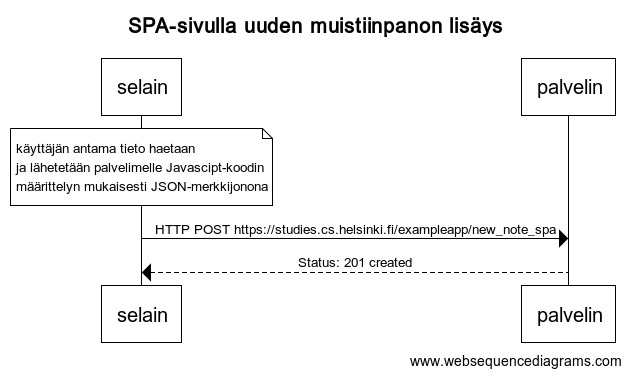 SPA-sivulla uuden muistiinpanon lisäys
selain
palvelin
käyttäjän antama tieto haetaan
ja lähetetään palvelimelle Javascipt-koodin
määrittelyn mukaisesti JSON-merkkijonona
HTTP POST https://studies.cs.helsinki.fi/exampleapp/new_note_spa
Status: 201 created
selain
palvelin
www.websequencediagrams.com